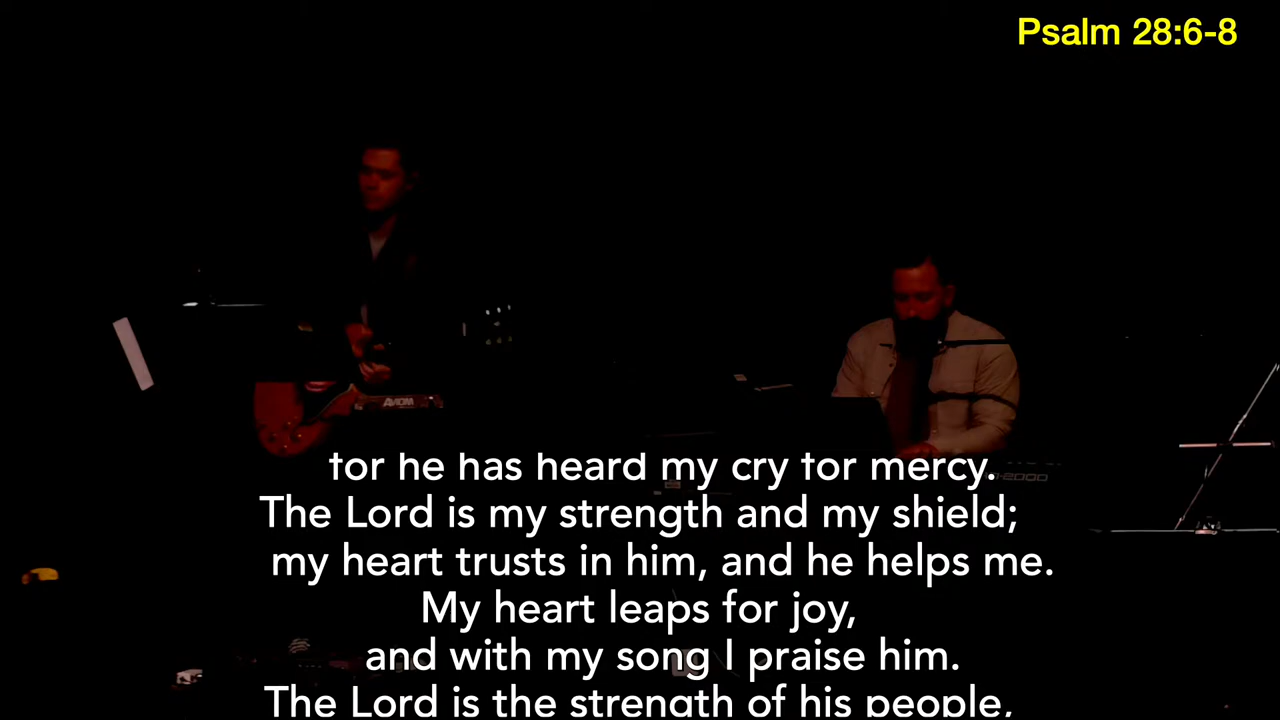 Psalm 28:6-8
AVIOM
for he has heard my cry for mercy.
The Lord is my strength and my shield;
my heart trusts in him, and he helps me.
My heart leaps for joy,
and with my song I praise him.
The Lord is the strength of his people,